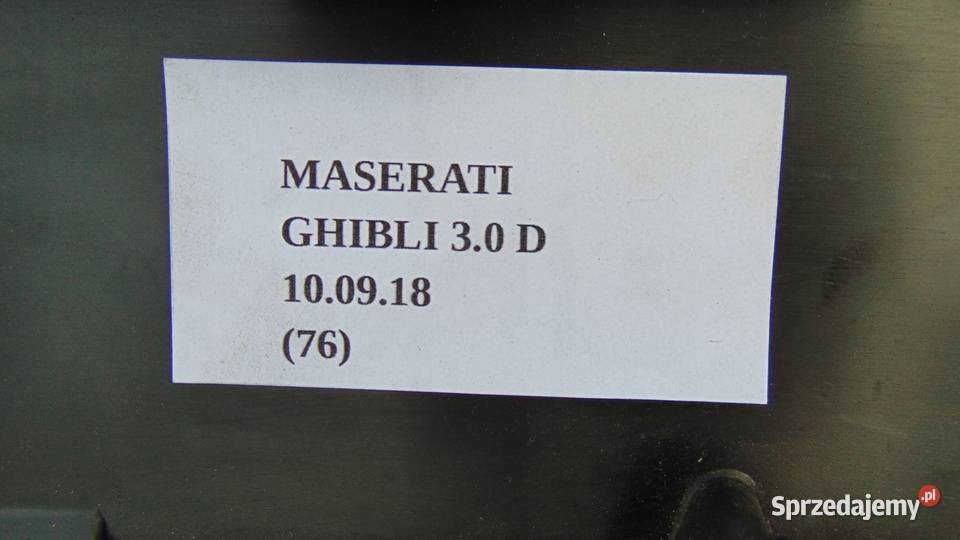 MASERATI
GHIBLI 3.0 D
10.09.18
(76)
Sprzedajemy.pl